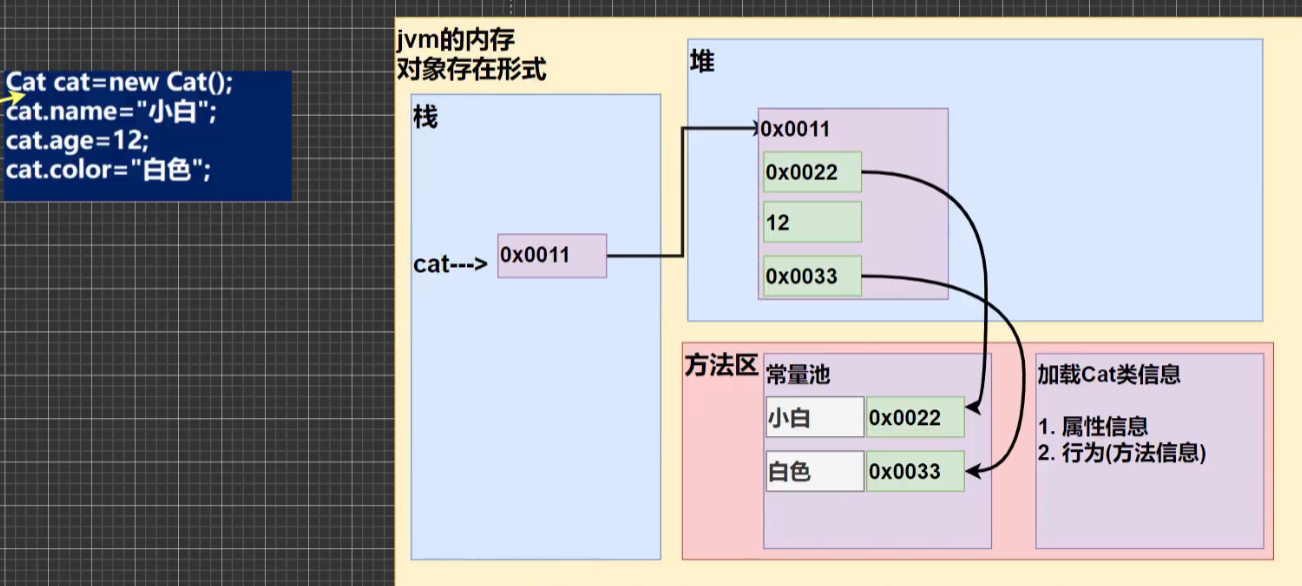 Cat cat=new Cat();
cat.name="小白";
cat.age=12;
cat.color="白色";
jvm的内存
对象存在形式
栈
cat--->
0x0011
堆
0x0011
0x0022
12
0x0033
方法区
常量池
小白
0x0022
白色
0x0033
加载Cat类信息
1. 属性信息
2. 行为(方法信息)